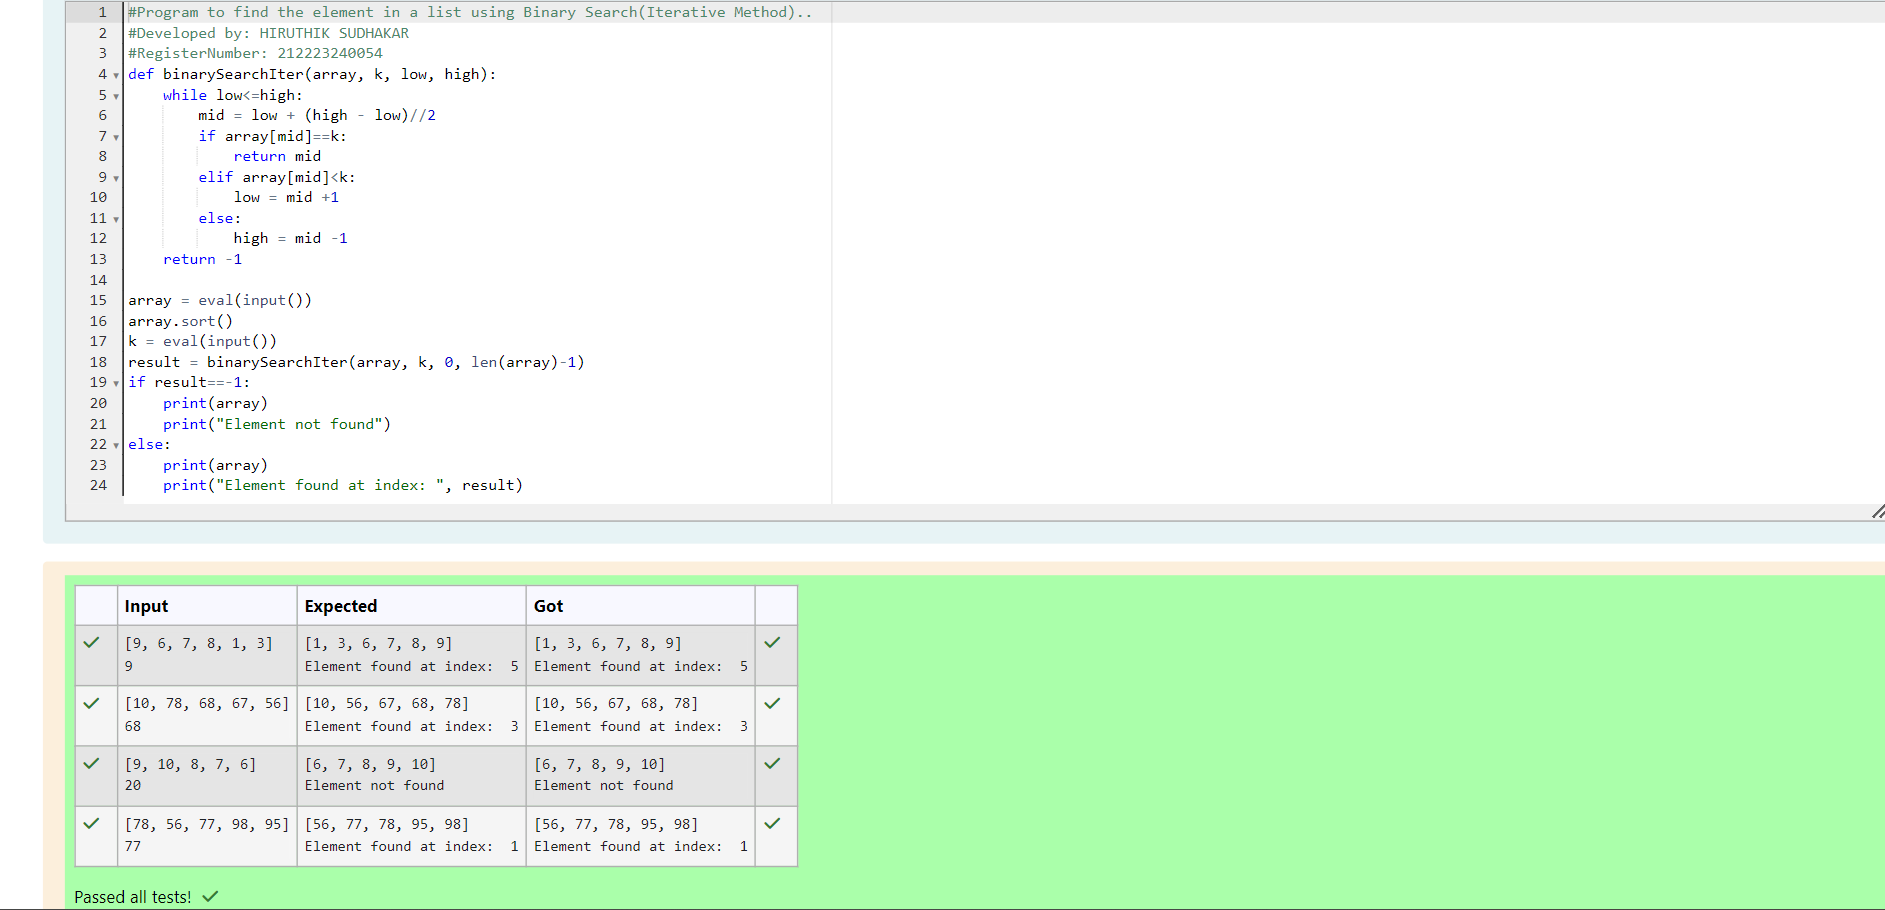 1 #Program to find the element in a list using Binary Search(Iterative Method)..
2 #Developed by: HIRUTHIK SUDHAKAR
3 #RegisterNumber: 212223240054
4 def binarySearchIter(array, k, low, high):
5     while low<=high:
6         mid = low + (high - low)//2
7         if array[mid]==k:
8             return mid
9         elif array[mid]<k:
10             low = mid +1
11         else:
12             high = mid -1
13     return -1
14
15 array = eval(input())
16 array.sort()
17 k = eval(input())
18 result = binarySearchIter(array, k, 0, len(array)-1)
19 if result==-1:
20     print(array)
21     print("Element not found")
22 else:
23     print(array)
24     print("Element found at index: ", result)
Input Expected Got
[9, 6, 7, 8, 1, 3] [1, 3, 6, 7, 8, 9] [1, 3, 6, 7, 8, 9]
9 Element found at index:  5 Element found at index:  5
[10, 78, 68, 67, 56] [10, 56, 67, 68, 78] [10, 56, 67, 68, 78]
68 Element found at index:  3 Element found at index:  3
[9, 10, 8, 7, 6] [6, 7, 8, 9, 10] [6, 7, 8, 9, 10]
20 Element not found Element not found
[78, 56, 77, 98, 95] [56, 77, 78, 95, 98] [56, 77, 78, 95, 98]
77 Element found at index:  1 Element found at index:  1
Passed all tests!